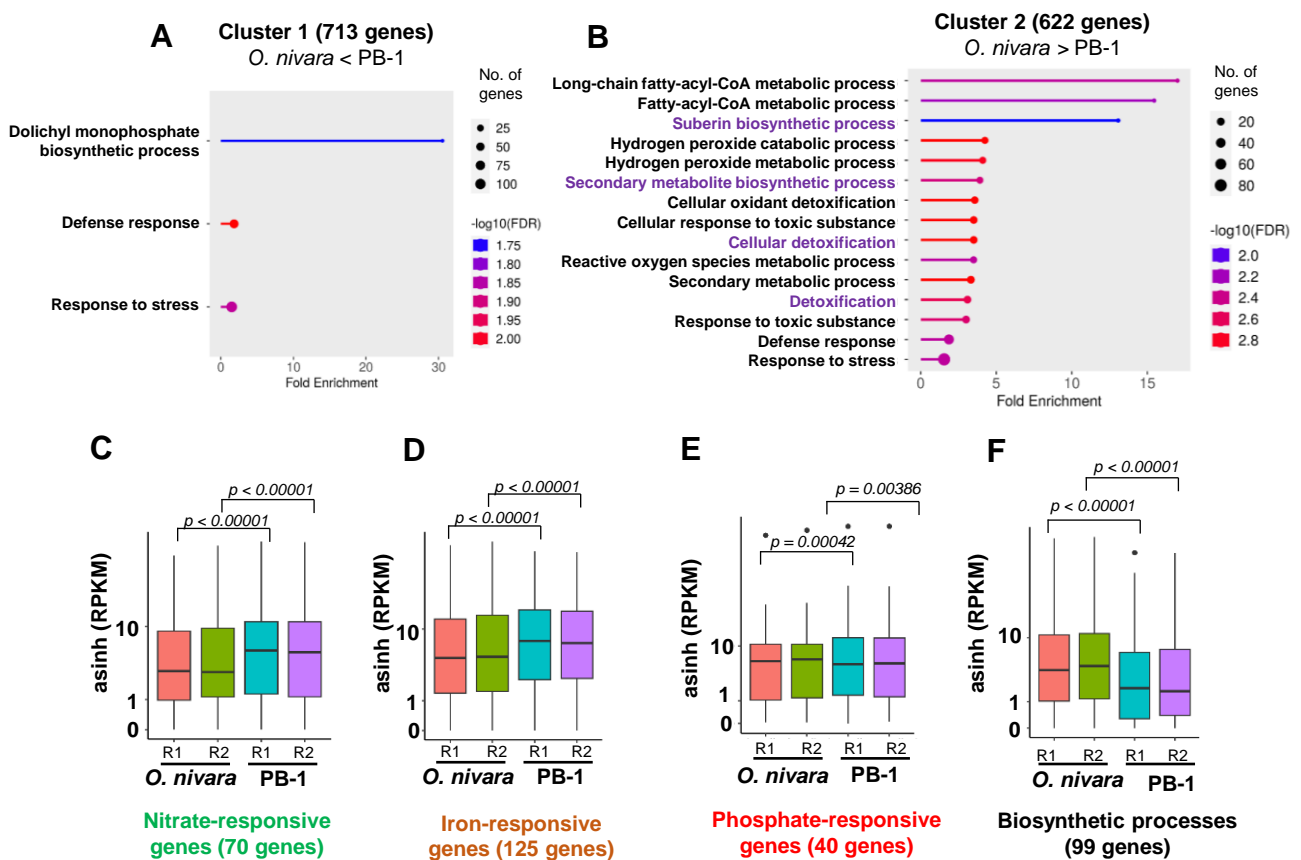 A
Cluster 1 (713 genes)
O. nivara < PB-1
Dolichyl monophosphate
biosynthetic process
Defense response
Response to stress
0 10 20 30
Fold Enrichment
No. of
genes
25
50
75
100
-log10(FDR)
1.75
1.80
1.85
1.90
1.95
2.00
B
Cluster 2 (622 genes)
O. nivara > PB-1
Long-chain fatty-acyl-CoA metabolic process
Fatty-acyl-CoA metabolic process
Suberin biosynthetic process
Hydrogen peroxide catabolic process
Hydrogen peroxide metabolic process
Secondary metabolite biosynthetic process
Cellular oxidant detoxification
Cellular response to toxic substance
Cellular detoxification
Reactive oxygen species metabolic process
Secondary metabolic process
Detoxification
Response to toxic substance
Defense response
Response to stress
0 5 10 15
Fold Enrichment
No. of
genes
20
40
60
80
-log10(FDR)
2.0
2.2
2.4
2.6
2.8
C
p < 0.00001
p < 0.00001
asinh (RPKM)
10
1
0
R1 R2 R1 R2
O. nivara PB-1
Nitrate-responsive
genes (70 genes)
D
p < 0.00001
p < 0.00001
asinh (RPKM)
10
1
0
R1 R2 R1 R2
O. nivara PB-1
Iron-responsive
genes (125 genes)
E
p = 0.00386
p = 0.00042
asinh (RPKM)
10
1
0
R1 R2 R1 R2
O. nivara PB-1
Phosphate-responsive
genes (40 genes)
F
p < 0.00001
p < 0.00001
asinh (RPKM)
10
1
0
R1 R2 R1 R2
O. nivara PB-1
Biosynthetic processes
(99 genes)